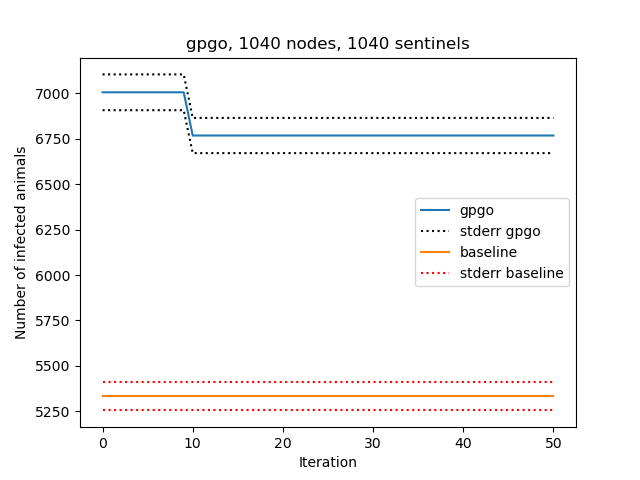 gpgo, 1040 nodes, 1040 sentinels
Number of infected animals
7000
6750
6500
6250
6000
5750
5500
5250
gpgo
stderr gpgo
baseline
stderr baseline
0 10 20 30 40 50
Iteration